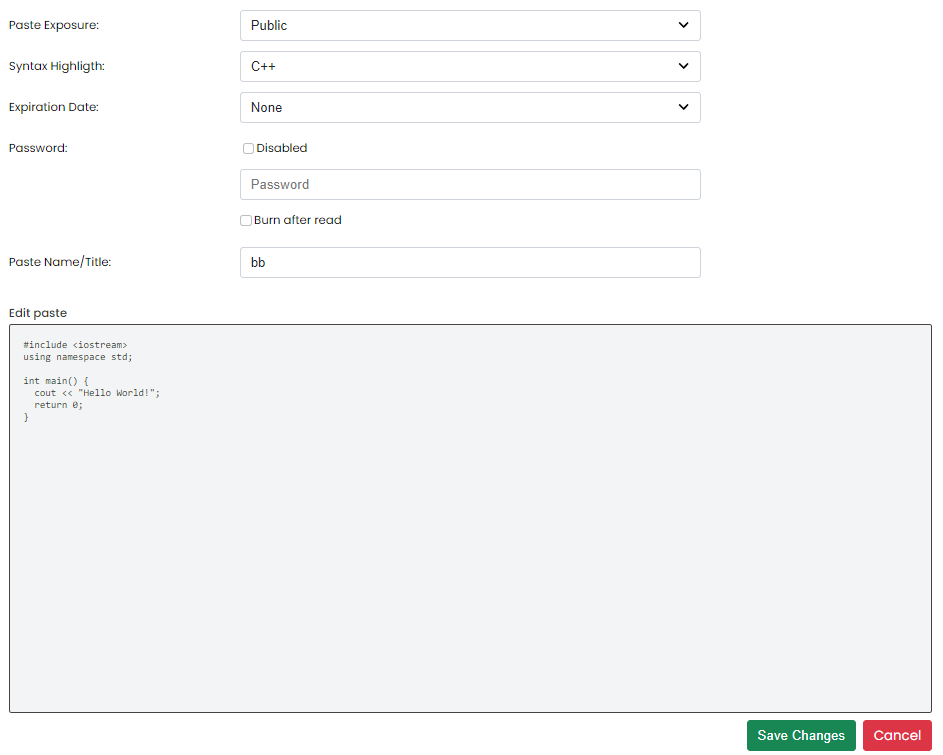 Paste Exposure:
Public
Syntax Highligth:
C++
Expiration Date:
None
Password:
Disabled
Password
Burn after read
Paste Name/Title:
bb
Edit paste
#include <iostream>
using namespace std;
int main() {
  cout << "Hello World!";
  return 0;
}
Save Changes
Cancel